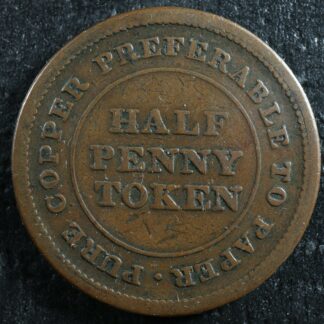 PURE COPPER PREFERABLE TO PAPER ·
HALF
PENNY
TOKEN